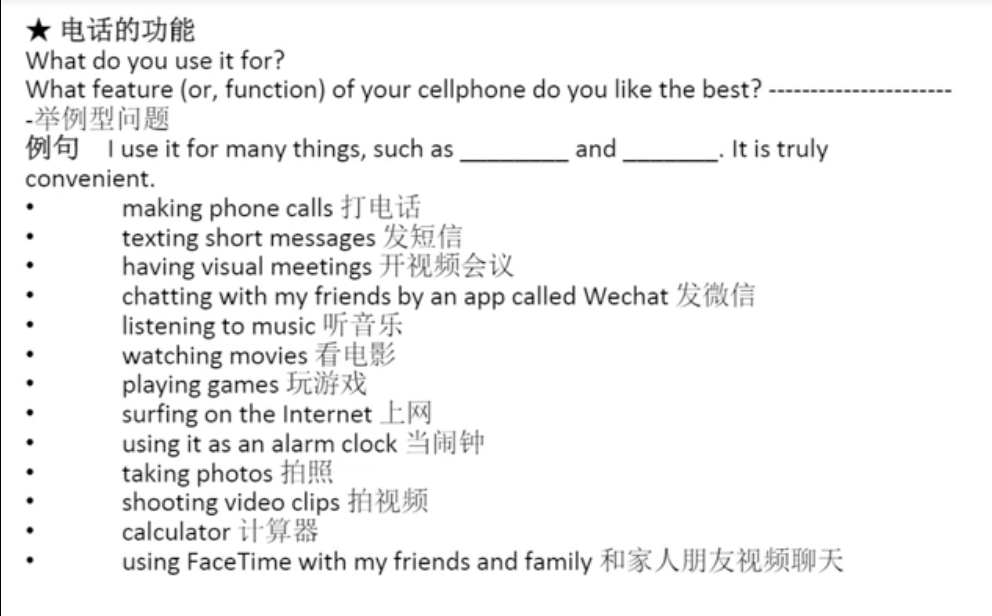 ★ 电话的功能
What do you use it for?
What feature (or, function) of your cellphone do you like the best? ----------------------
-举例型问题
例句 I use it for many things, such as ________ and _______. It is truly
convenient.
• making phone calls 打电话
• texting short messages 发短信
• having visual meetings 开视频会议
• chatting with my friends by an app called Wechat 发微信
• listening to music 听音乐
• watching movies 看电影
• playing games 玩游戏
• surfing on the Internet 上网
• using it as an alarm clock 当闹钟
• taking photos 拍照
• shooting video clips 拍视频
• calculator 计算器
• using FaceTime with my friends and family 和家人朋友视频聊天